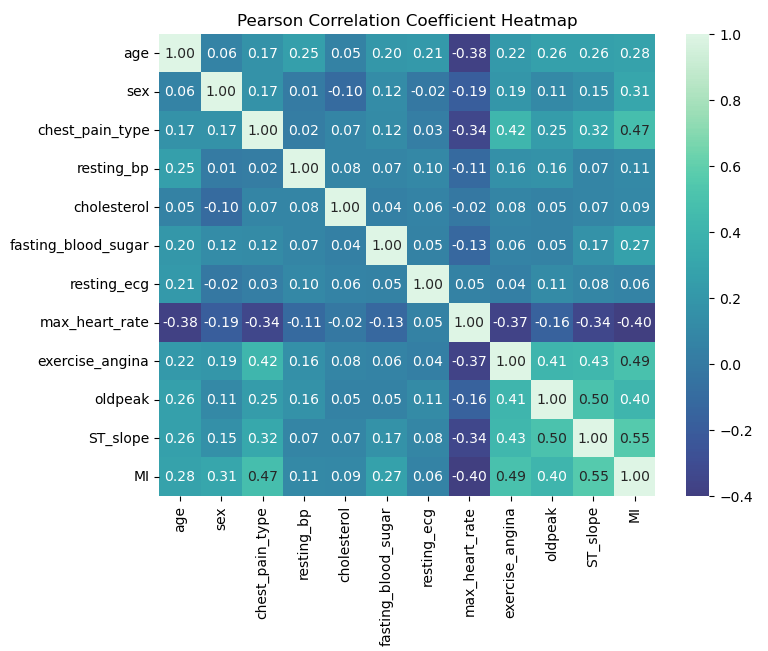 Pearson Correlation Coefficient Heatmap
age 1.00 0.06 0.17 0.25 0.05 0.20 0.21 -0.38 0.22 0.26 0.26 0.28
sex 0.06 1.00 0.17 0.01 -0.10 0.12 -0.02 -0.19 0.19 0.11 0.15 0.31
chest_pain_type 0.17 0.17 1.00 0.02 0.07 0.12 0.03 -0.34 0.42 0.25 0.32 0.47
resting_bp 0.25 0.01 0.02 1.00 0.08 0.07 0.10 -0.11 0.16 0.16 0.07 0.11
cholesterol 0.05 -0.10 0.07 0.08 1.00 0.04 0.06 -0.02 0.08 0.05 0.07 0.09
fasting_blood_sugar 0.20 0.12 0.12 0.07 0.04 1.00 0.05 -0.13 0.06 0.05 0.17 0.27
resting_ecg 0.21 -0.02 0.03 0.10 0.06 0.05 1.00 0.05 0.04 0.11 0.08 0.06
max_heart_rate -0.38 -0.19 -0.34 -0.11 -0.02 -0.13 0.05 1.00 -0.37 -0.16 -0.34 -0.40
exercise_angina 0.22 0.19 0.42 0.16 0.08 0.06 0.04 -0.37 1.00 0.41 0.43 0.49
oldpeak 0.26 0.11 0.25 0.16 0.05 0.05 0.11 -0.16 0.41 1.00 0.50 0.40
ST_slope 0.26 0.15 0.32 0.07 0.07 0.17 0.08 -0.34 0.43 0.50 1.00 0.55
MI 0.28 0.31 0.47 0.11 0.09 0.27 0.06 -0.40 0.49 0.40 0.55 1.00
age
sex
chest_pain_type
resting_bp
cholesterol
fasting_blood_sugar
resting_ecg
max_heart_rate
exercise_angina
oldpeak
ST_slope
MI
1.0
0.8
0.6
0.4
0.2
0.0
−0.2
−0.4